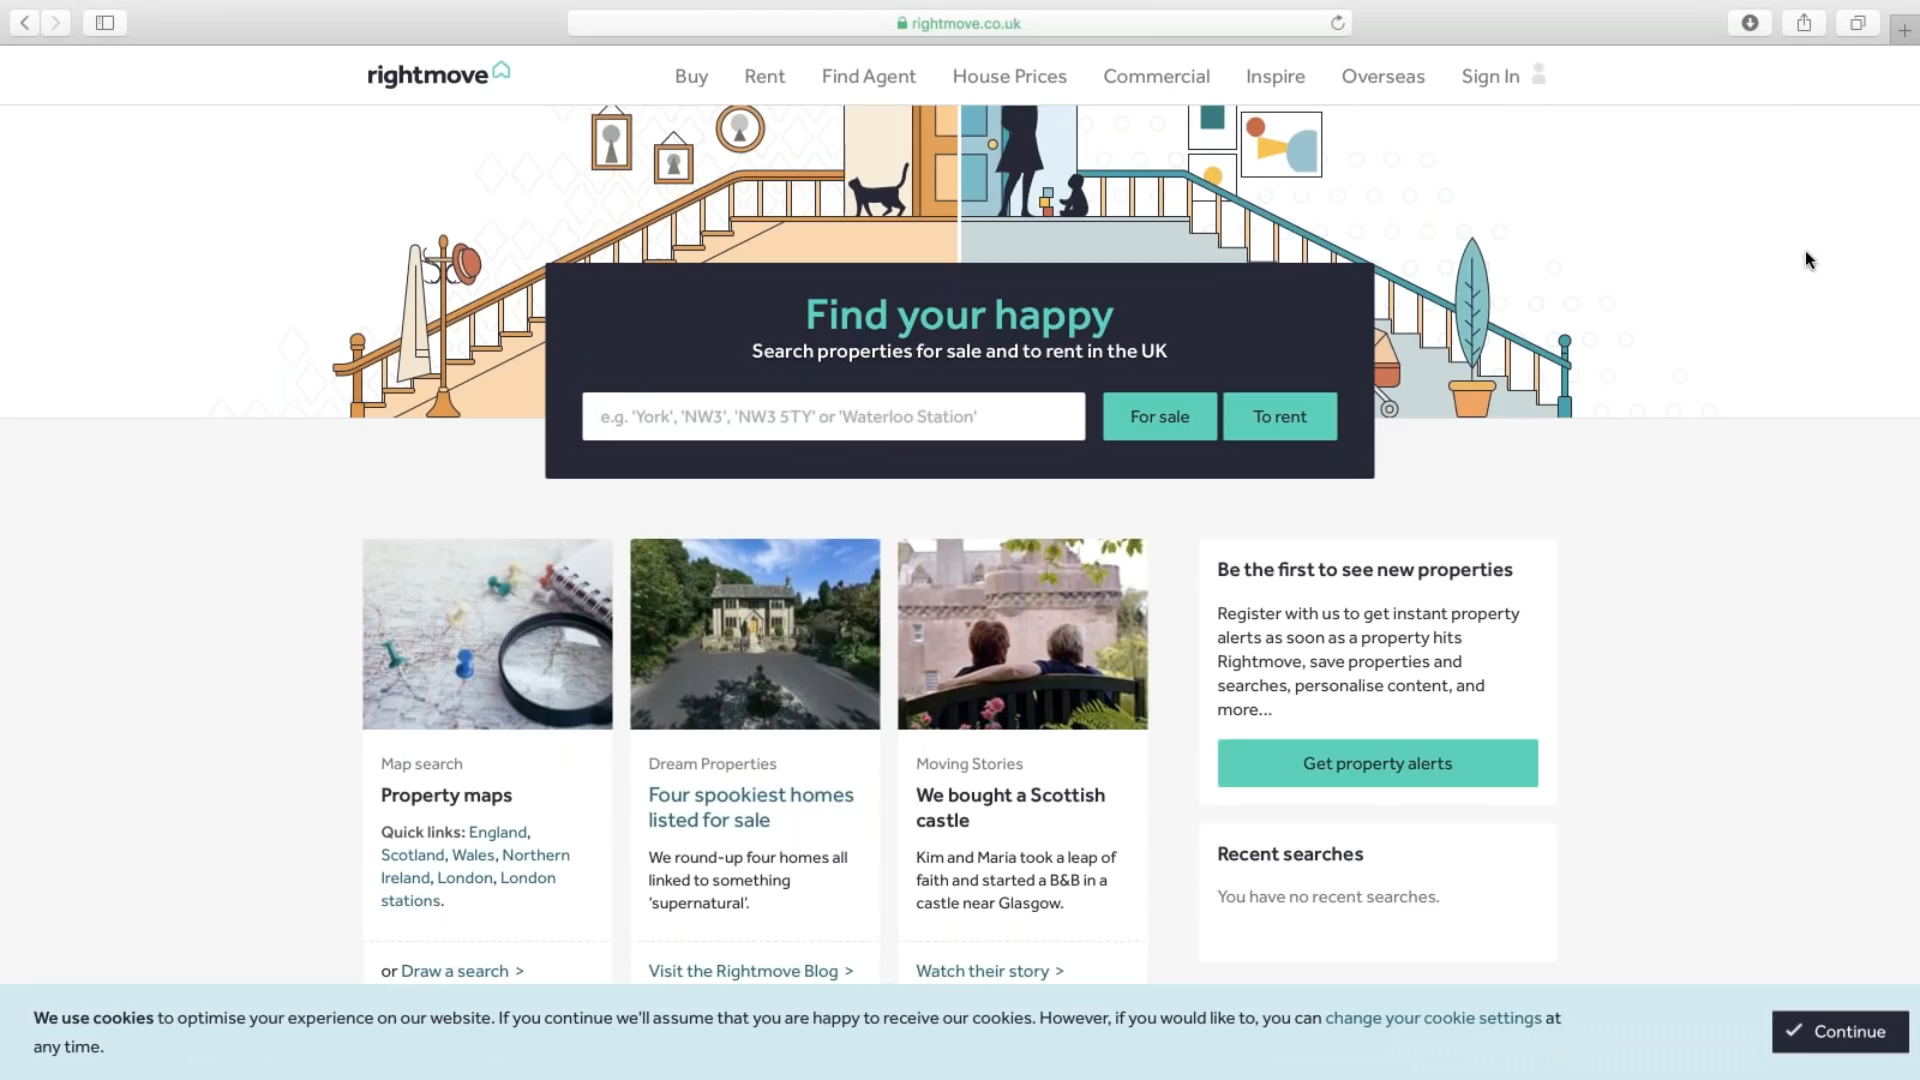 rightmove.co.uk
rightmove
Buy
Rent
Find Agent
House Prices
Commercial
Inspire
Overseas
Sign In
Find your happy
Search properties for sale and to rent in the UK
e.g. 'York', 'NW3', 'NW3 5TY' or 'Waterloo Station'
For sale
To rent
Map search
Property maps
Quick links: England,
Scotland, Wales, Northern
Ireland, London, London
stations.
or Draw a search >
Dream Properties
Four spookiest homes
listed for sale
We round-up four homes all
linked to something
‘supernatural’.
Visit the Rightmove Blog >
Moving Stories
We bought a Scottish
castle
Kim and Maria took a leap of
faith and started a B&B in a
castle near Glasgow.
Watch their story >
Be the first to see new properties
Register with us to get instant property
alerts as soon as a property hits
Rightmove, save properties and
searches, personalise content, and
more...
Get property alerts
Recent searches
You have no recent searches.
We use cookies to optimise your experience on our website. If you continue we'll assume that you are happy to receive our cookies. However, if you would like to, you can change your cookie settings at
any time.
Continue